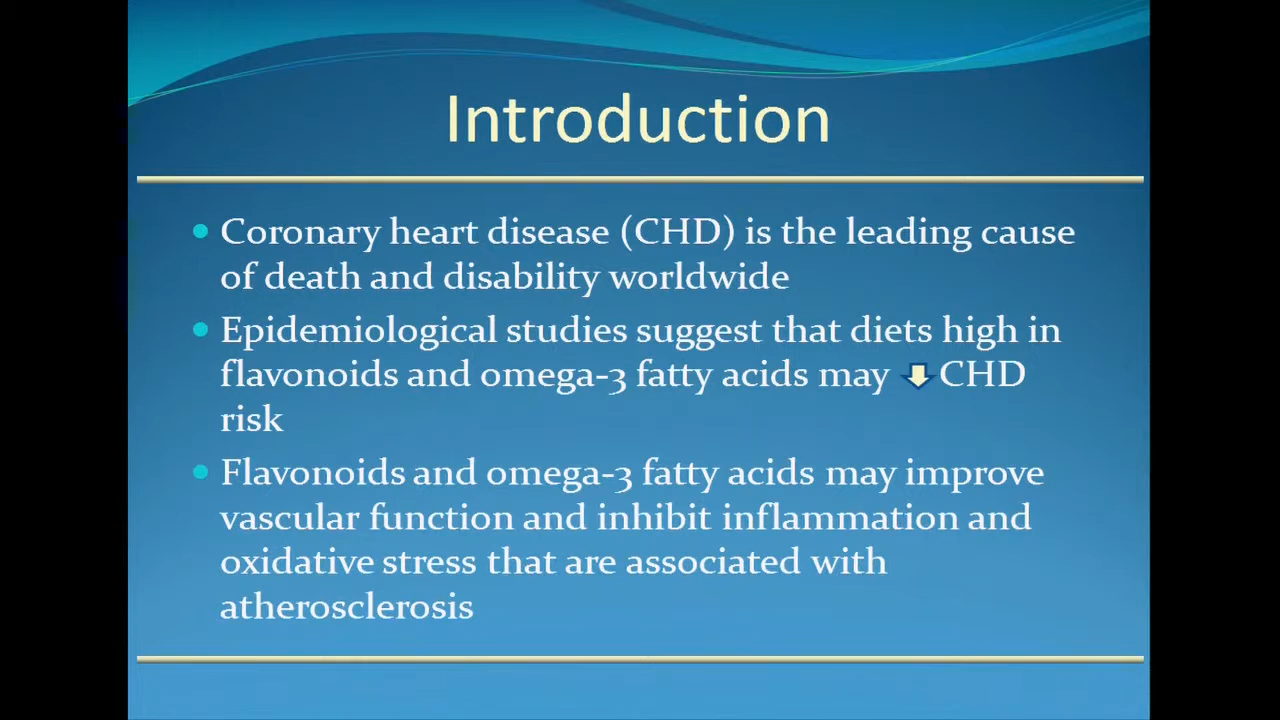 Introduction
• Coronary heart disease (CHD) is the leading cause
of death and disability worldwide
• Epidemiological studies suggest that diets high in
flavonoids and omega-3 fatty acids may ⬇ CHD
risk
• Flavonoids and omega-3 fatty acids may improve
vascular function and inhibit inflammation and
oxidative stress that are associated with
atherosclerosis